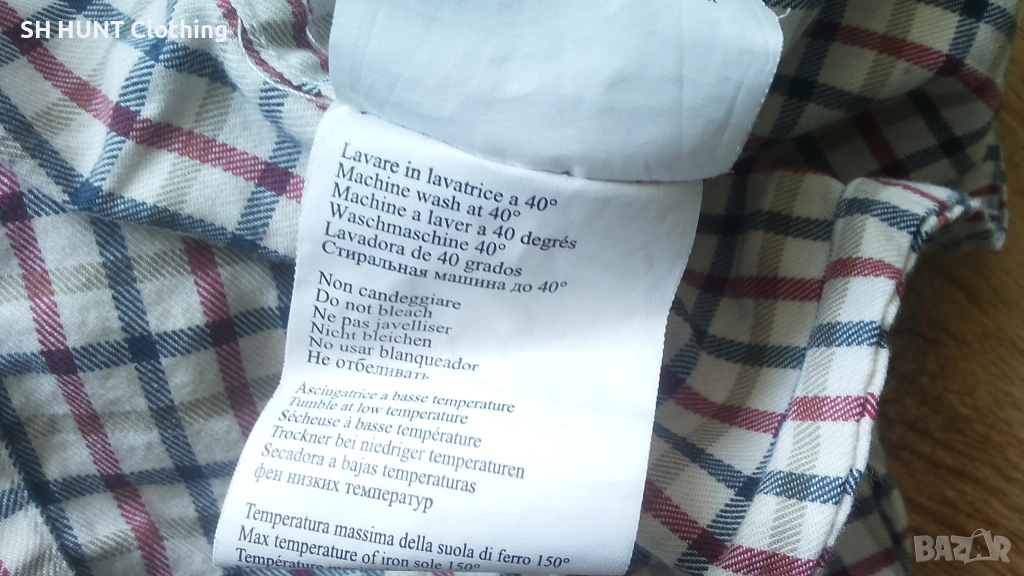 SH HUNT Clothing
Lavare in lavatrice a 40°
Machine wash at 40°
Machine a laver a 40 degrés
Waschmaschine 40°
Lavadora de 40 grados
Стиральная машина до 40°
Non candeggiare
Do not bleach
Ne pas javelliser
Nicht bleichen
No usar blanqueador
Не отбеливать
Asciugatrice a basse temperature
Tumble at low temperature
Sécheuse à basse température
Trockner bei niedriger temperaturen
Secadora a bajas temperaturas
фен низких температур
Temperatura massima della suola di ferro 150°
Max temperature of iron sole 150°
Température
BAZAR